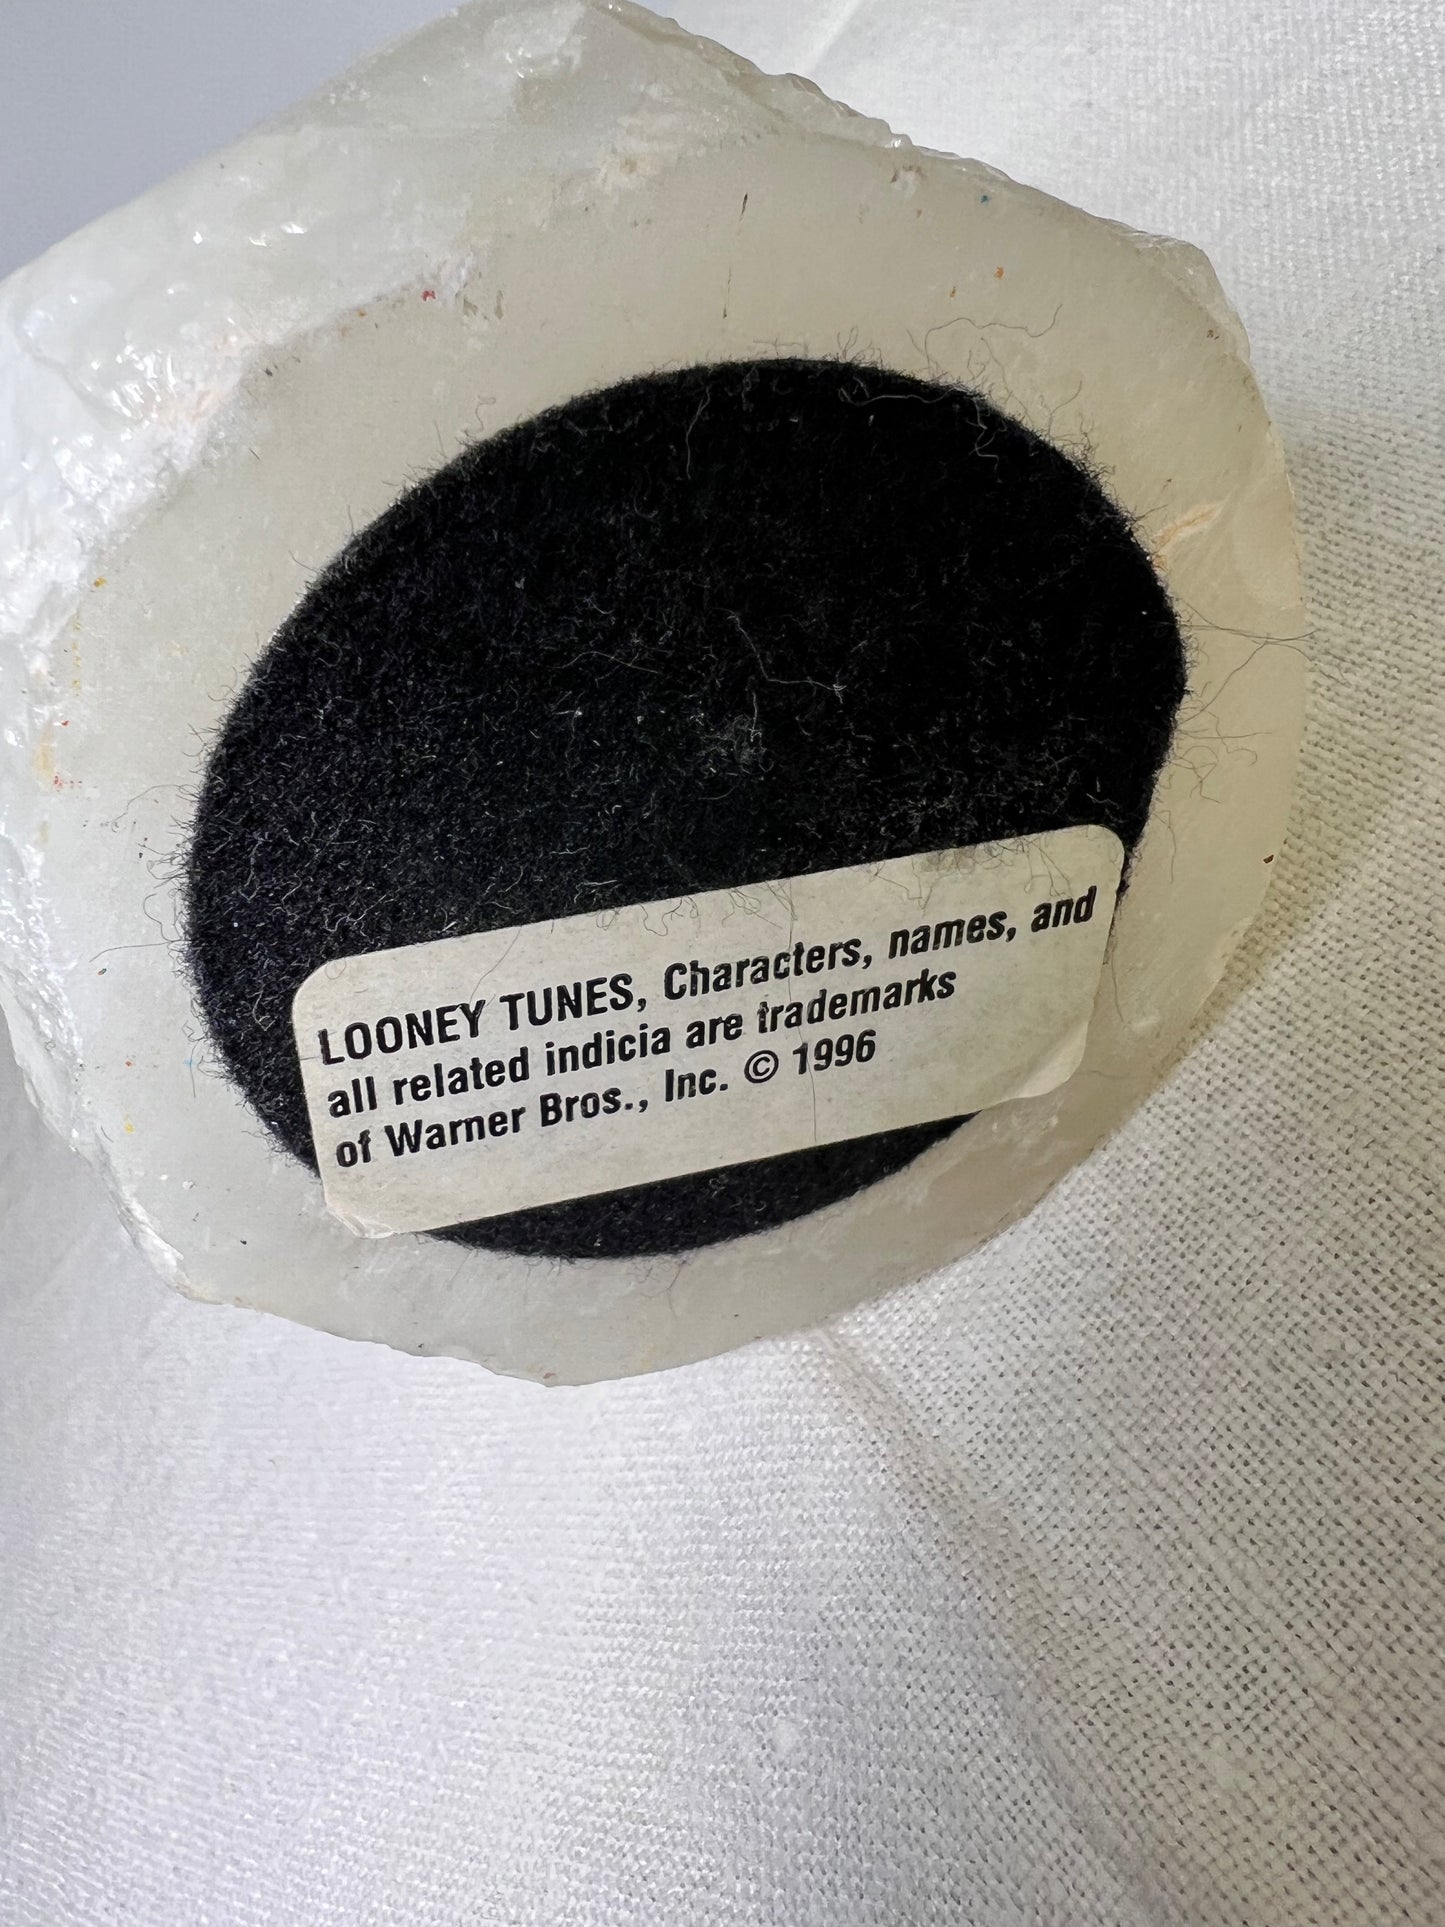 LOONEY TUNES, Characters, names, and
all related indicia are trademarks
of Warner Bros., Inc. © 1996